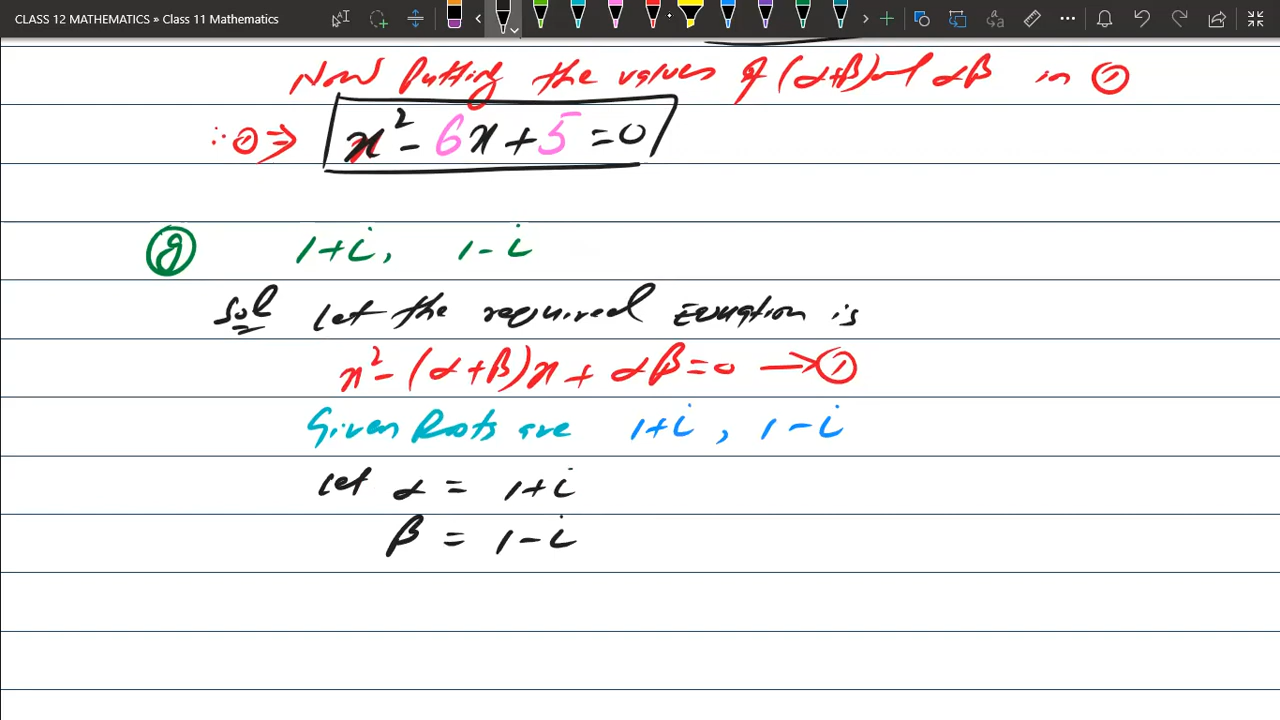 CLASS 12 MATHEMATICS » Class 11 Mathematics
Now Putting the values of (α+β) and αβ in ①
∴ ① ⇒ x² - 6x + 5 = 0
ⓖ 1+i, 1-i
Sol Let the required Equation is
x² - (α+β)x + αβ = 0 → ①
Given Roots are 1+i, 1-i
Let α = 1+i
β = 1-i